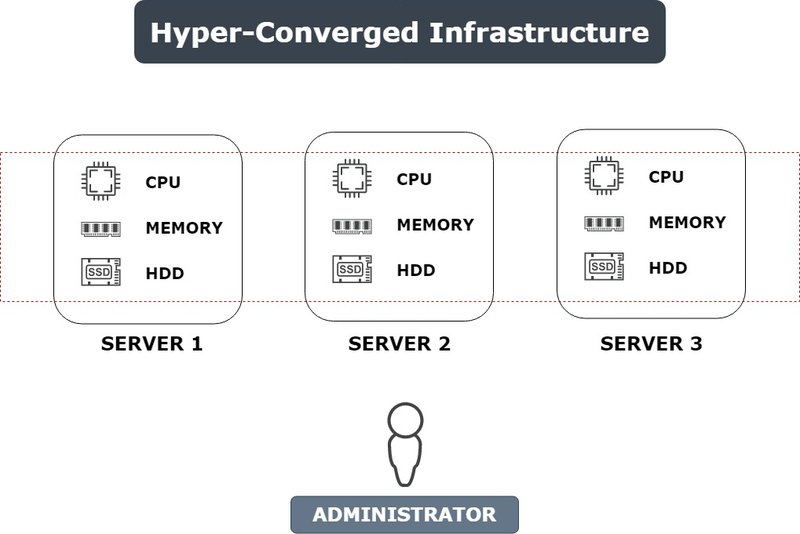 Hyper-Converged Infrastructure
CPU
MEMORY
SSD
HDD
SERVER 1
CPU
MEMORY
SSD
HDD
SERVER 2
CPU
MEMORY
SSD
HDD
SERVER 3
ADMINISTRATOR